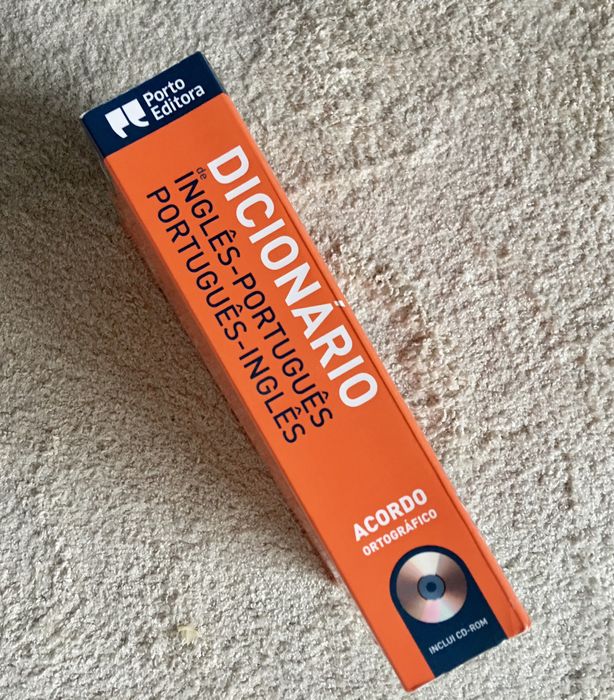 Porto
Editora
DICIONÁRIO
de
INGLÊS-PORTUGUÊS
PORTUGUÊS-INGLÊS
ACORDO
ORTOGRÁFICO
INCLUI CD-ROM